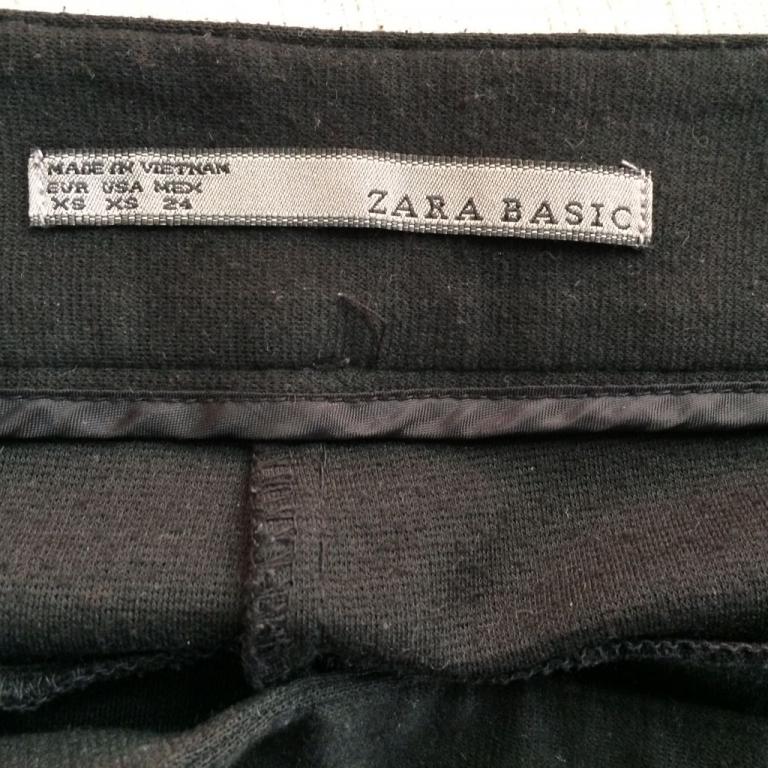 MADE IN VIETNAM
EUR USA MEX
XS XS 24
ZARA BASIC